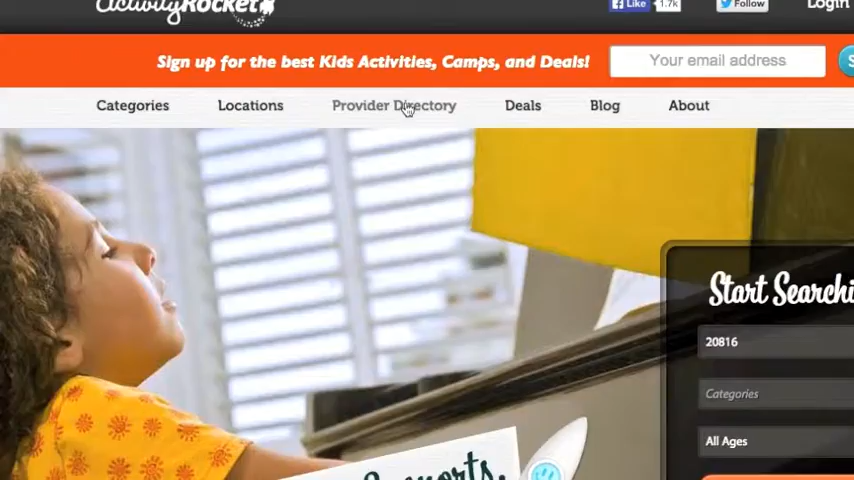 ActivityRocket
Like 1.7k Follow Login
Sign up for the best Kids Activities, Camps, and Deals! Your email address S
Categories Locations Provider Directory Deals Blog About
Start Searchi
20816
Categories
All Ages